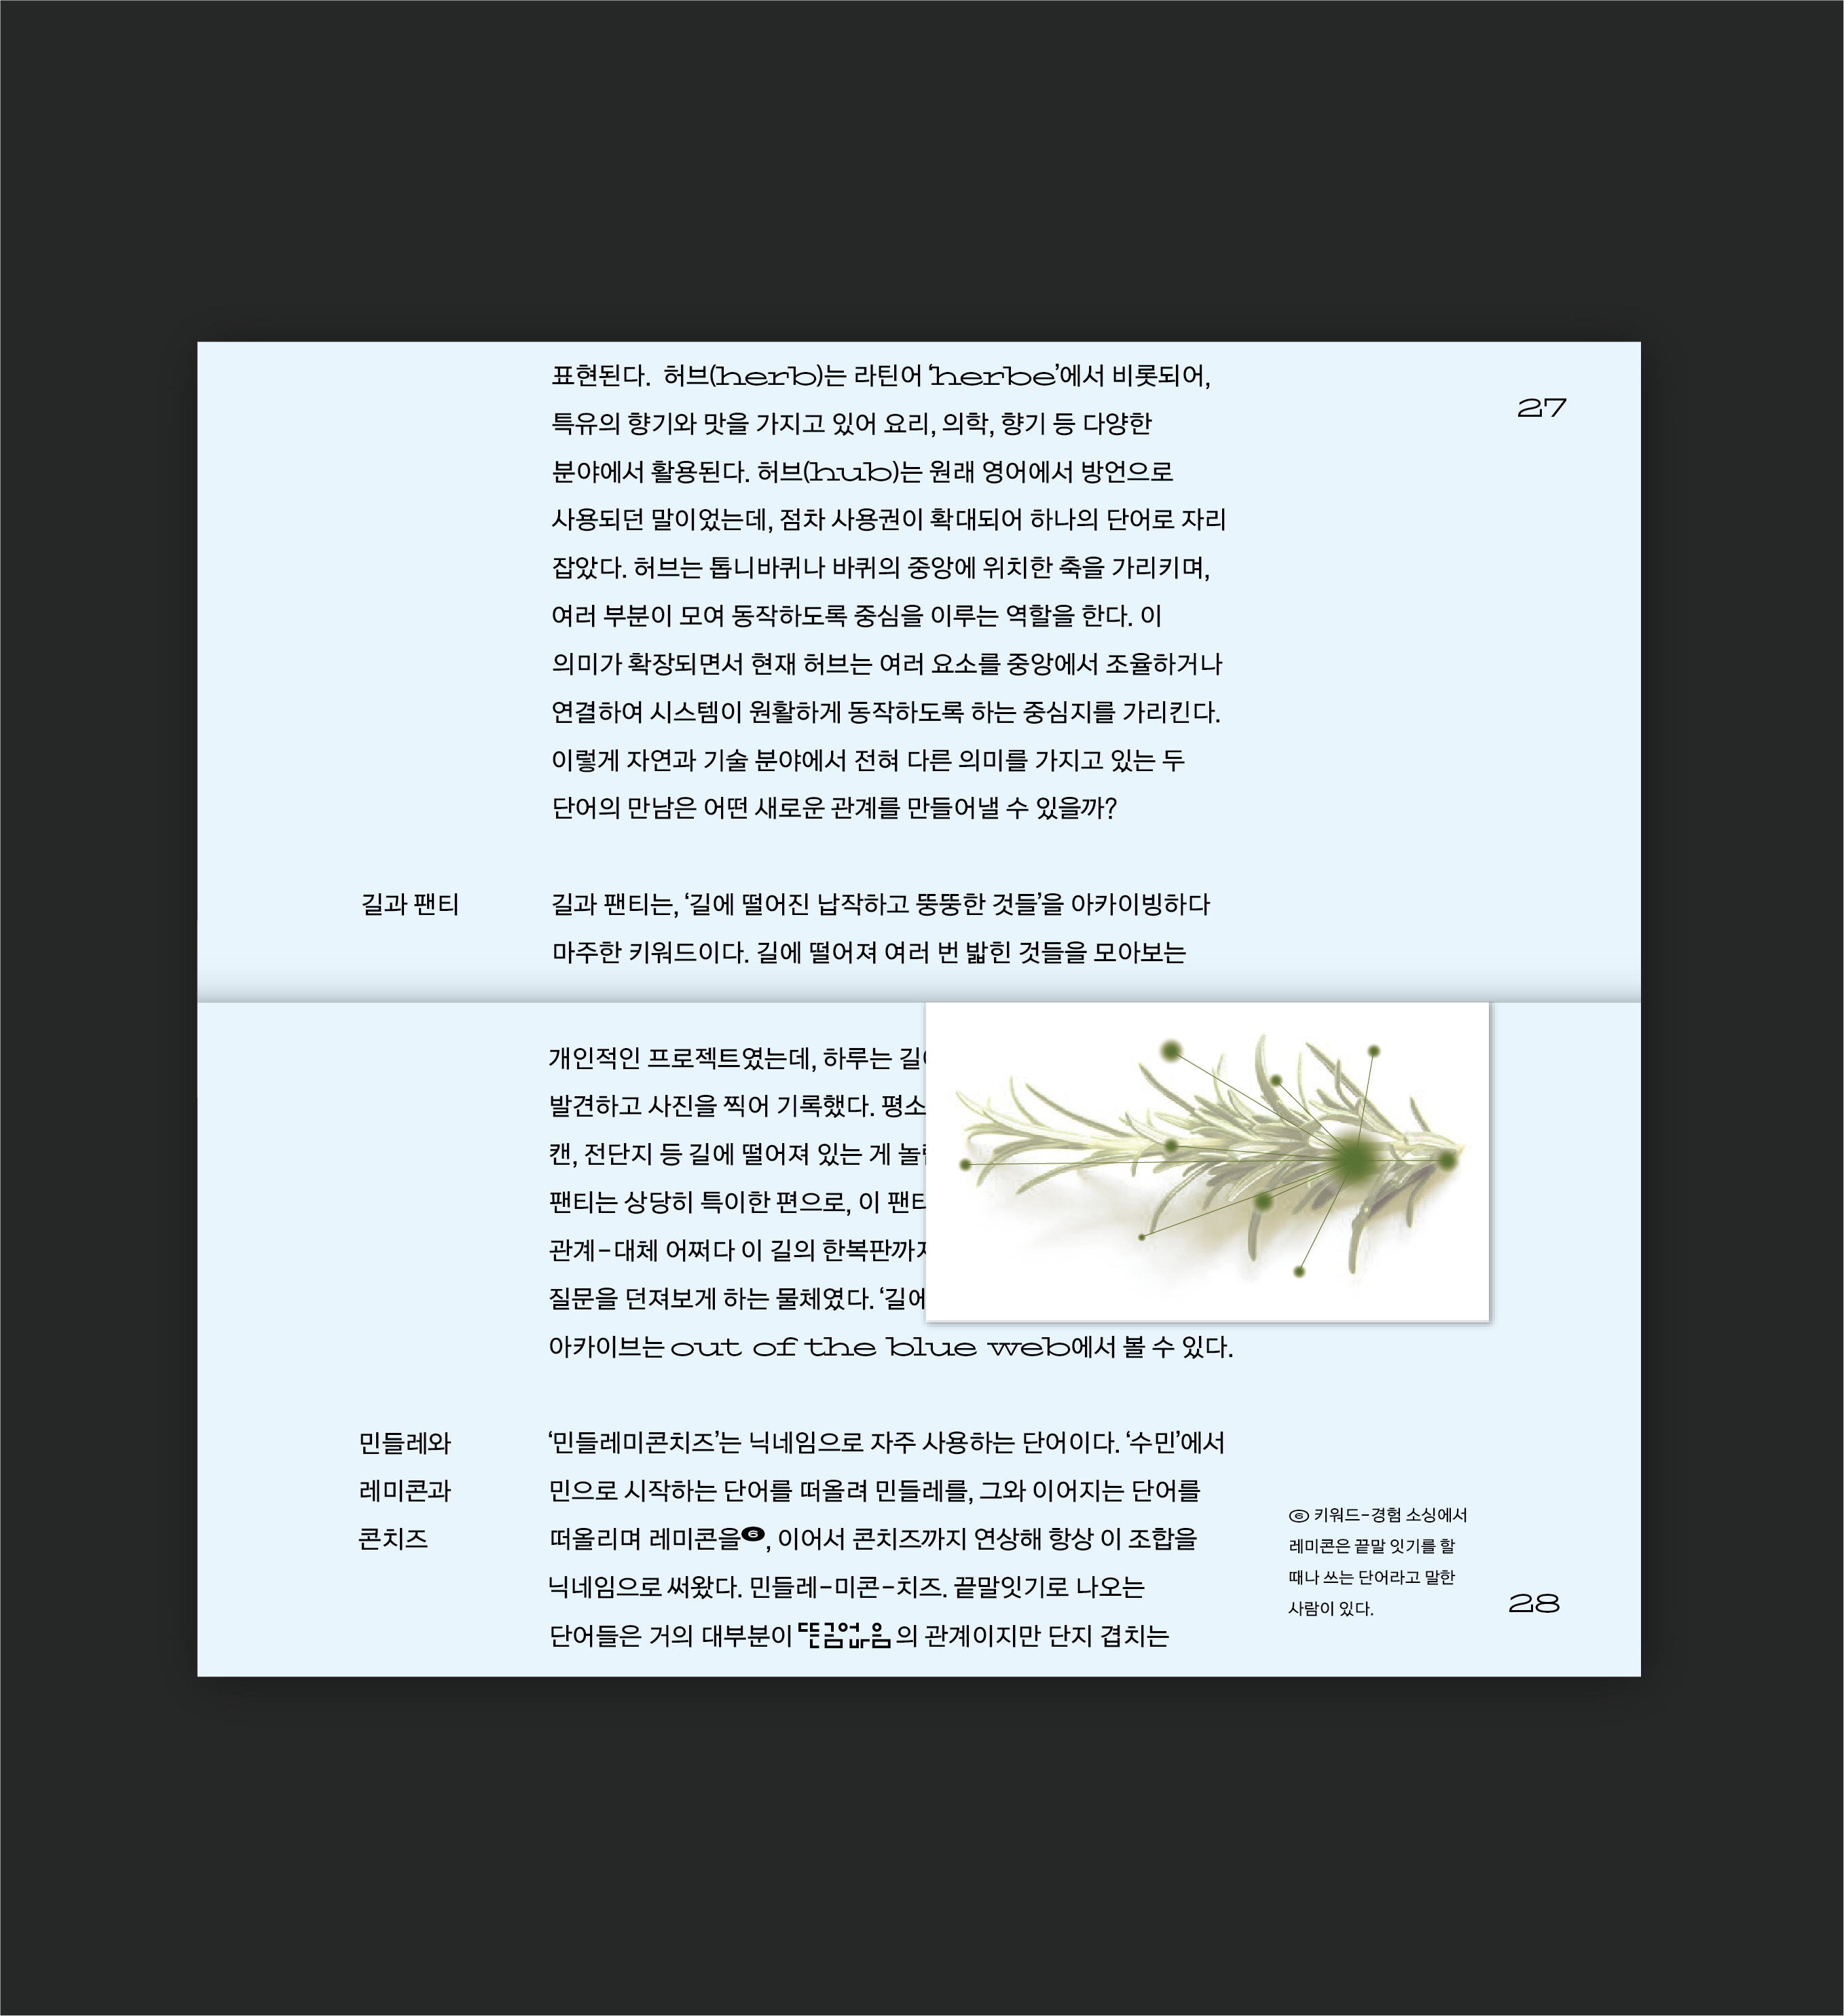 표현된다. 허브(herb)는 라틴어 ‘herbe’에서 비롯되어,
특유의 향기와 맛을 가지고 있어 요리, 의학, 향기 등 다양한
분야에서 활용된다. 허브(hub)는 원래 영어에서 방언으로
사용되던 말이었는데, 점차 사용권이 확대되어 하나의 단어로 자리
잡았다. 허브는 톱니바퀴나 바퀴의 중앙에 위치한 축을 가리키며,
여러 부분이 모여 동작하도록 중심을 이루는 역할을 한다. 이
의미가 확장되면서 현재 허브는 여러 요소를 중앙에서 조율하거나
연결하여 시스템이 원활하게 동작하도록 하는 중심지를 가리킨다.
이렇게 자연과 기술 분야에서 전혀 다른 의미를 가지고 있는 두
단어의 만남은 어떤 새로운 관계를 만들어낼 수 있을까?
27
길과 팬티
길과 팬티는, ‘길에 떨어진 납작하고 뚱뚱한 것들’을 아카이빙하다
마주한 키워드이다. 길에 떨어져 여러 번 밟힌 것들을 모아보는
개인적인 프로젝트였는데, 하루는
발견하고 사진을 찍어 기록했다. 평소
캔, 전단지 등 길에 떨어져 있는 게
팬티는 상당히 특이한 편으로, 이
관계–대체 어쩌다 이 길의
질문을 던져보게 하는 물체였다. ‘길에
아카이브는 out of the blue web에서 볼 수 있다.
민들레와
레미콘과
콘치즈
‘민들레미콘치즈’는 닉네임으로 자주 사용하는 단어이다. ‘수민’에서
민으로 시작하는 단어를 떠올려 민들레를, 그와 이어지는 단어를
떠올리며 레미콘을❻, 이어서 콘치즈까지 연상해 항상 이 조합을
닉네임으로 써왔다. 민들레–미콘–치즈. 끝말잇기로 나오는
단어들은 거의 대부분이 뜬금없음 의 관계이지만 단지 겹치는
⑥ 키워드–경험 소싱에서
레미콘은 끝말 잇기를 할
때나 쓰는 단어라고 말한
사람이 있다.
28